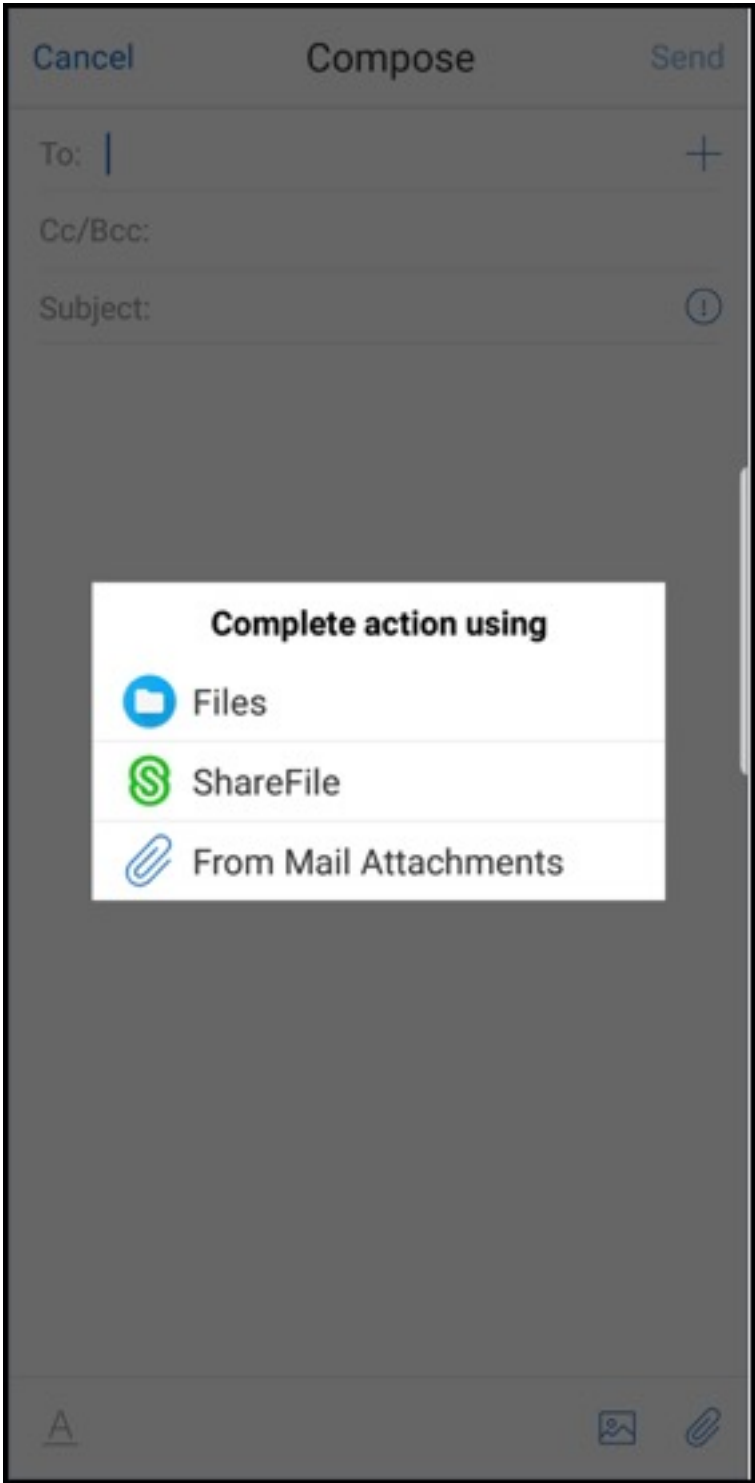 Cancel Compose Send
To:
Cc/Bcc:
Subject:
Complete action using
Files
ShareFile
From Mail Attachments
A